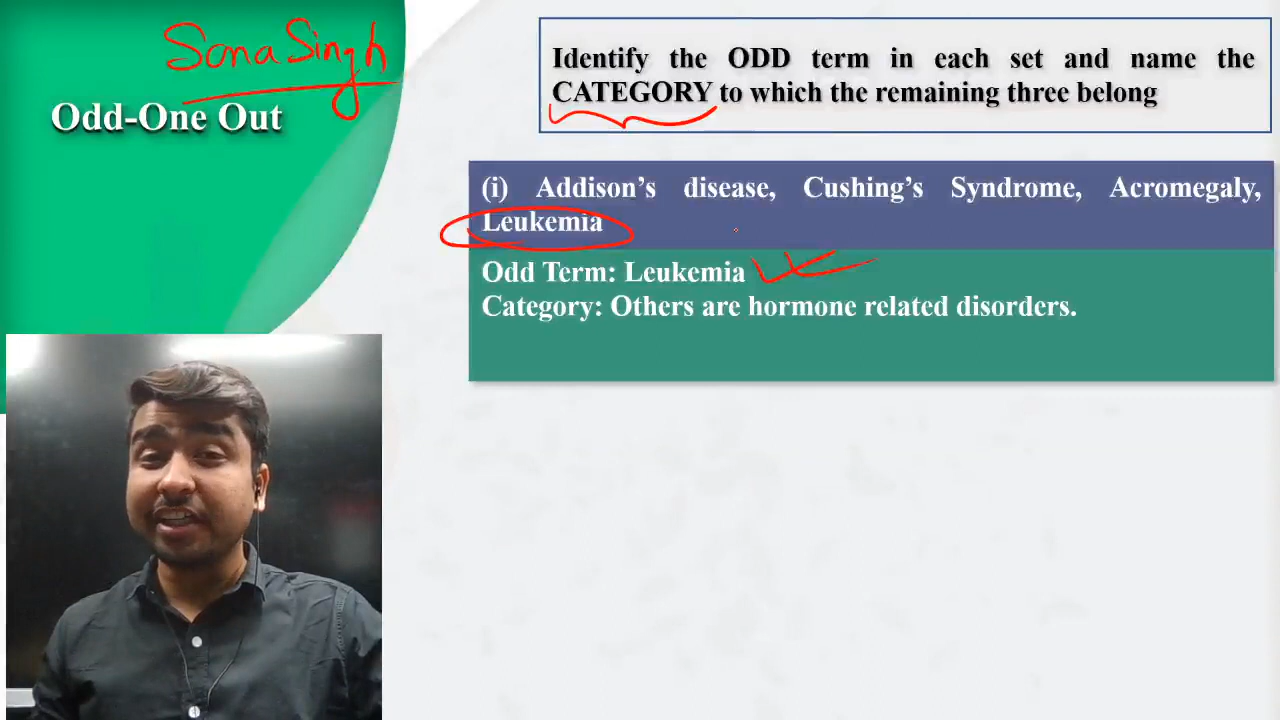 Sona Singh
Odd-One Out
Identify the ODD term in each set and name the
CATEGORY to which the remaining three belong
(i) Addison’s disease, Cushing’s Syndrome, Acromegaly,
Leukemia
Odd Term: Leukemia
Category: Others are hormone related disorders.